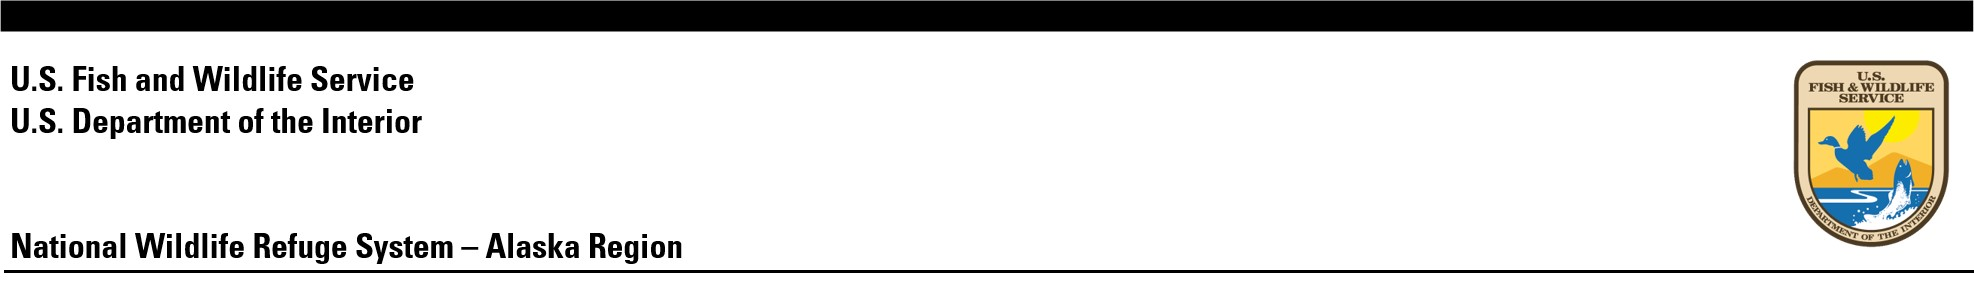 U.S. Fish and Wildlife Service
U.S. Department of the Interior
National Wildlife Refuge System – Alaska Region
U.S.
FISH & WILDLIFE
SERVICE
DEPARTMENT OF THE INTERIOR